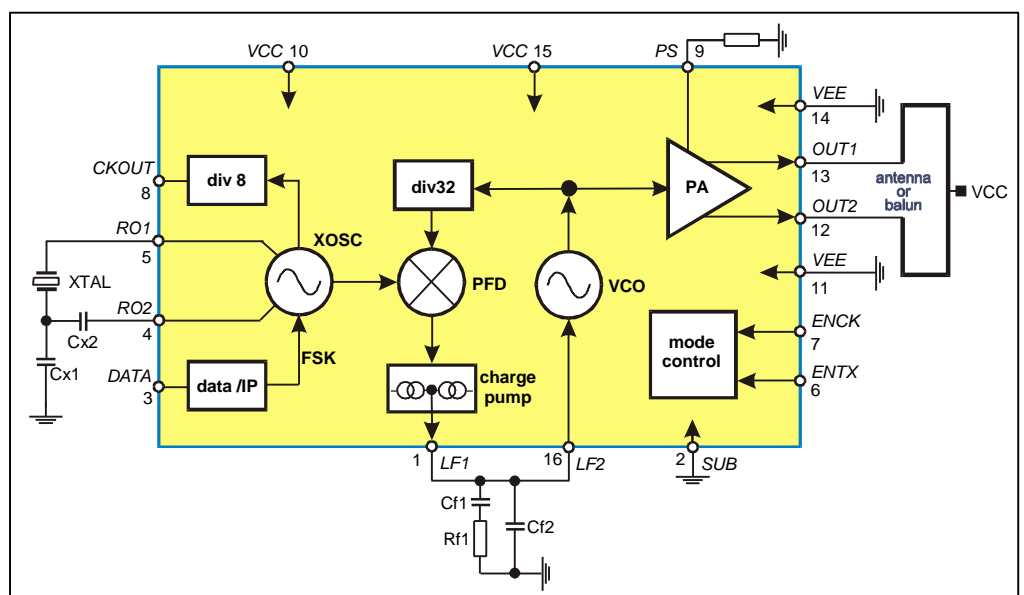 VCC 10
VCC 15
PS
9
VEE
14
CKOUT
8
div 8
div32
PA
OUT1
13
antenna
or
balun
VCC
OUT2
12
RO1
5
XOSC
XTAL
PFD
VCO
VEE
11
RO2
4
Cx2
Cx1
FSK
mode
control
ENCK
7
DATA
3
data /IP
charge
pump
ENTX
6
1
LF1
16
LF2
2
SUB
Cf1
Rf1
Cf2